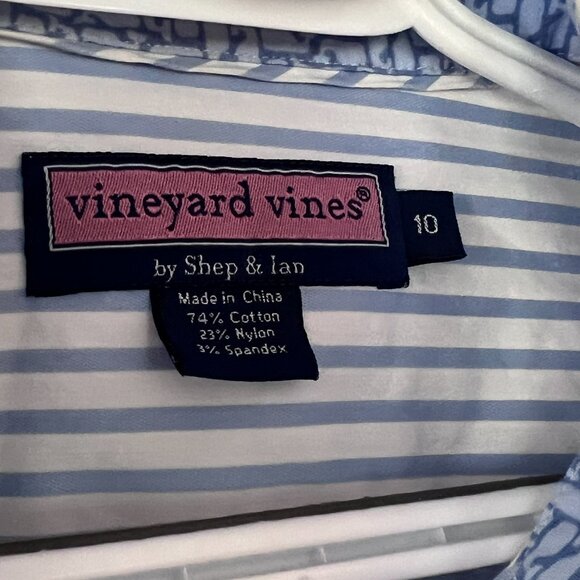 vineyard vines®
10
by Shep & Ian
Made in China
74% Cotton
23% Nylon
3% Spandex